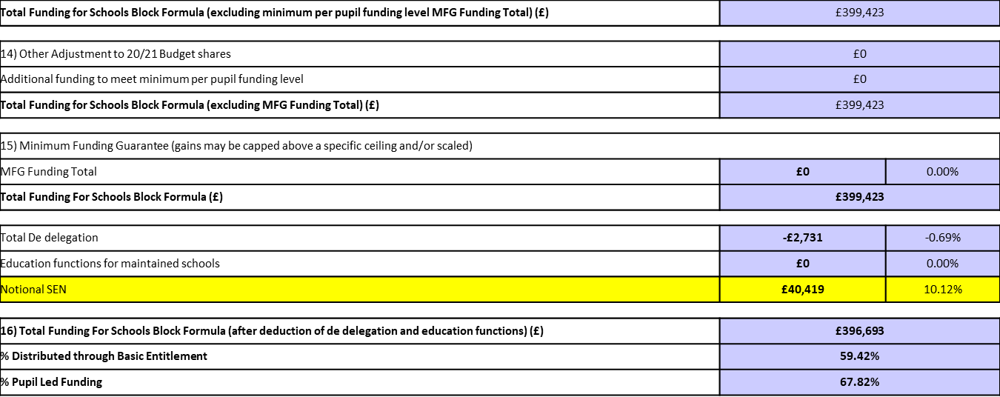 Total Funding for Schools Block Formula (excluding minimum per pupil funding level MFG Funding Total) (£) £399,423
14) Other Adjustment to 20/21 Budget shares £0
Additional funding to meet minimum per pupil funding level £0
Total Funding for Schools Block Formula (excluding MFG Funding Total) (£) £399,423
15) Minimum Funding Guarantee (gains may be capped above a specific ceiling and/or scaled)
MFG Funding Total £0 0.00%
Total Funding For Schools Block Formula (£) £399,423
Total De delegation -£2,731 -0.69%
Education functions for maintained schools £0 0.00%
Notional SEN £40,419 10.12%
16) Total Funding For Schools Block Formula (after deduction of de delegation and education functions) (£) £396,693
% Distributed through Basic Entitlement 59.42%
% Pupil Led Funding 67.82%